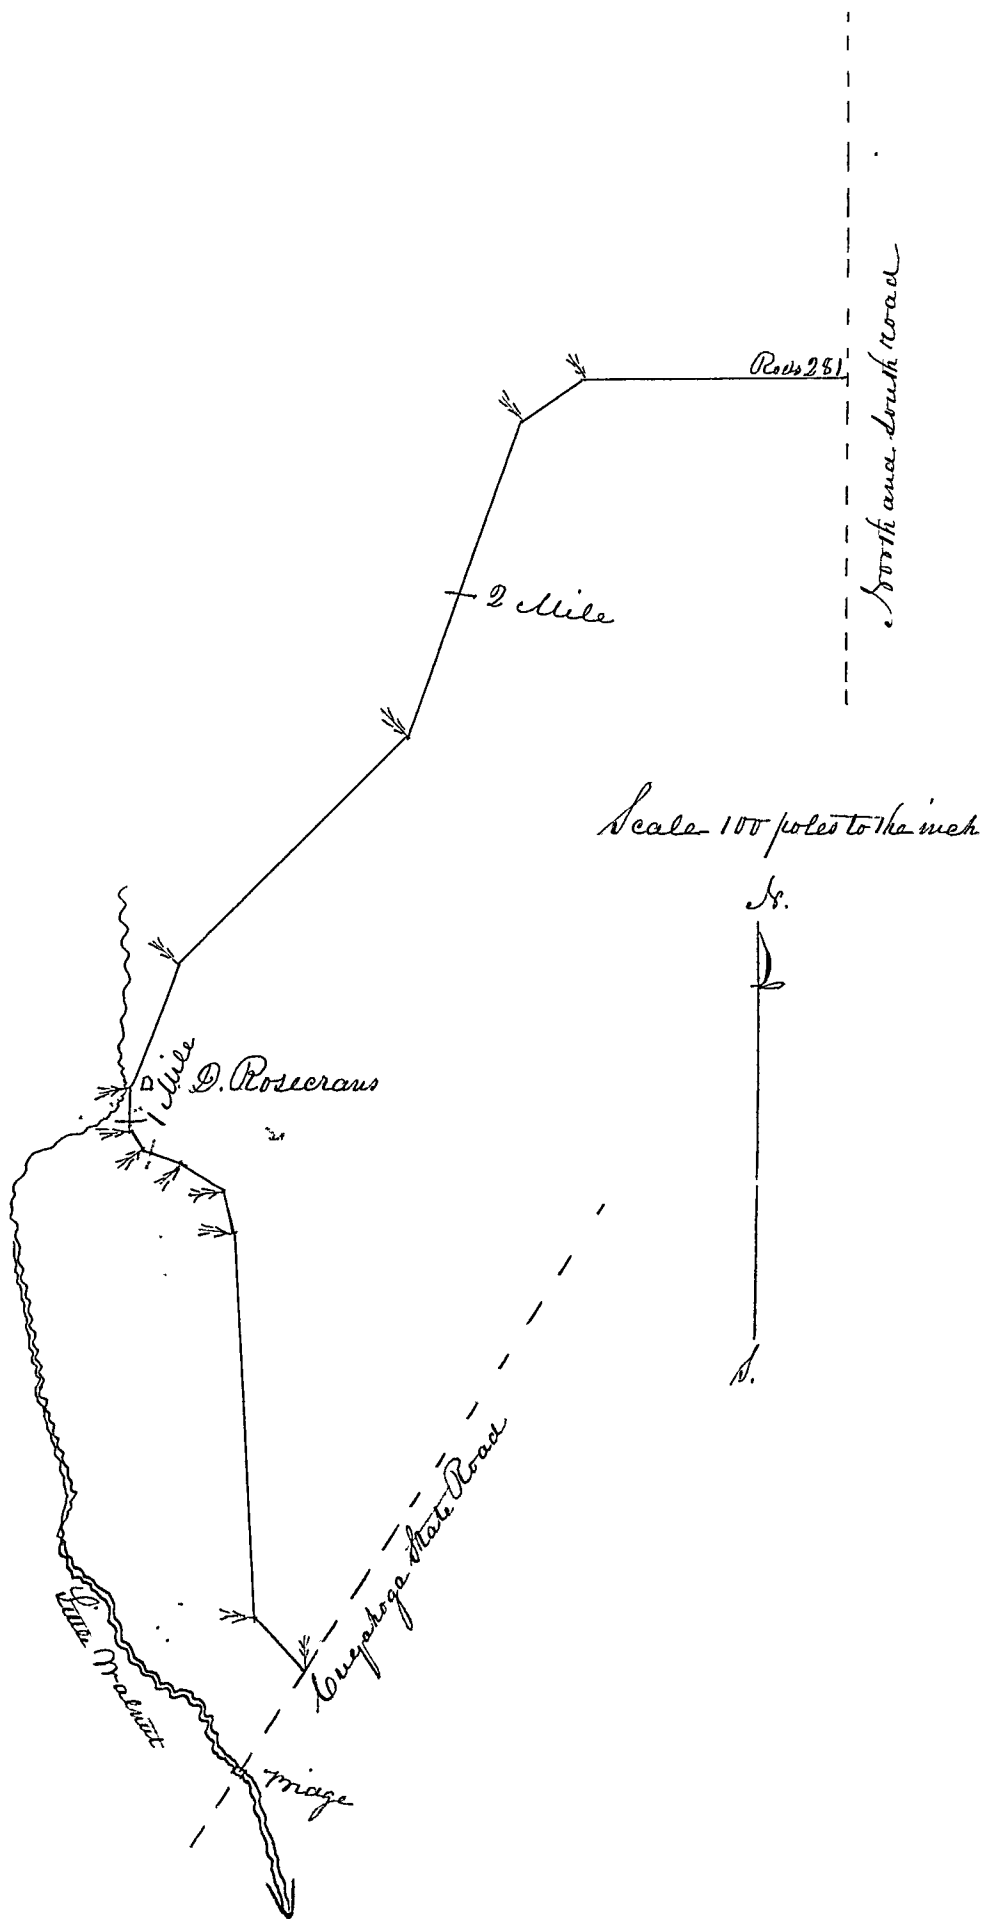 Rods 281
North and South road
2 Mile
Scale 100 poles to the inch
N.
S.
1 Mile
D. Rosecrans
Cuyahoga State Road
Little Walnut
Bridge